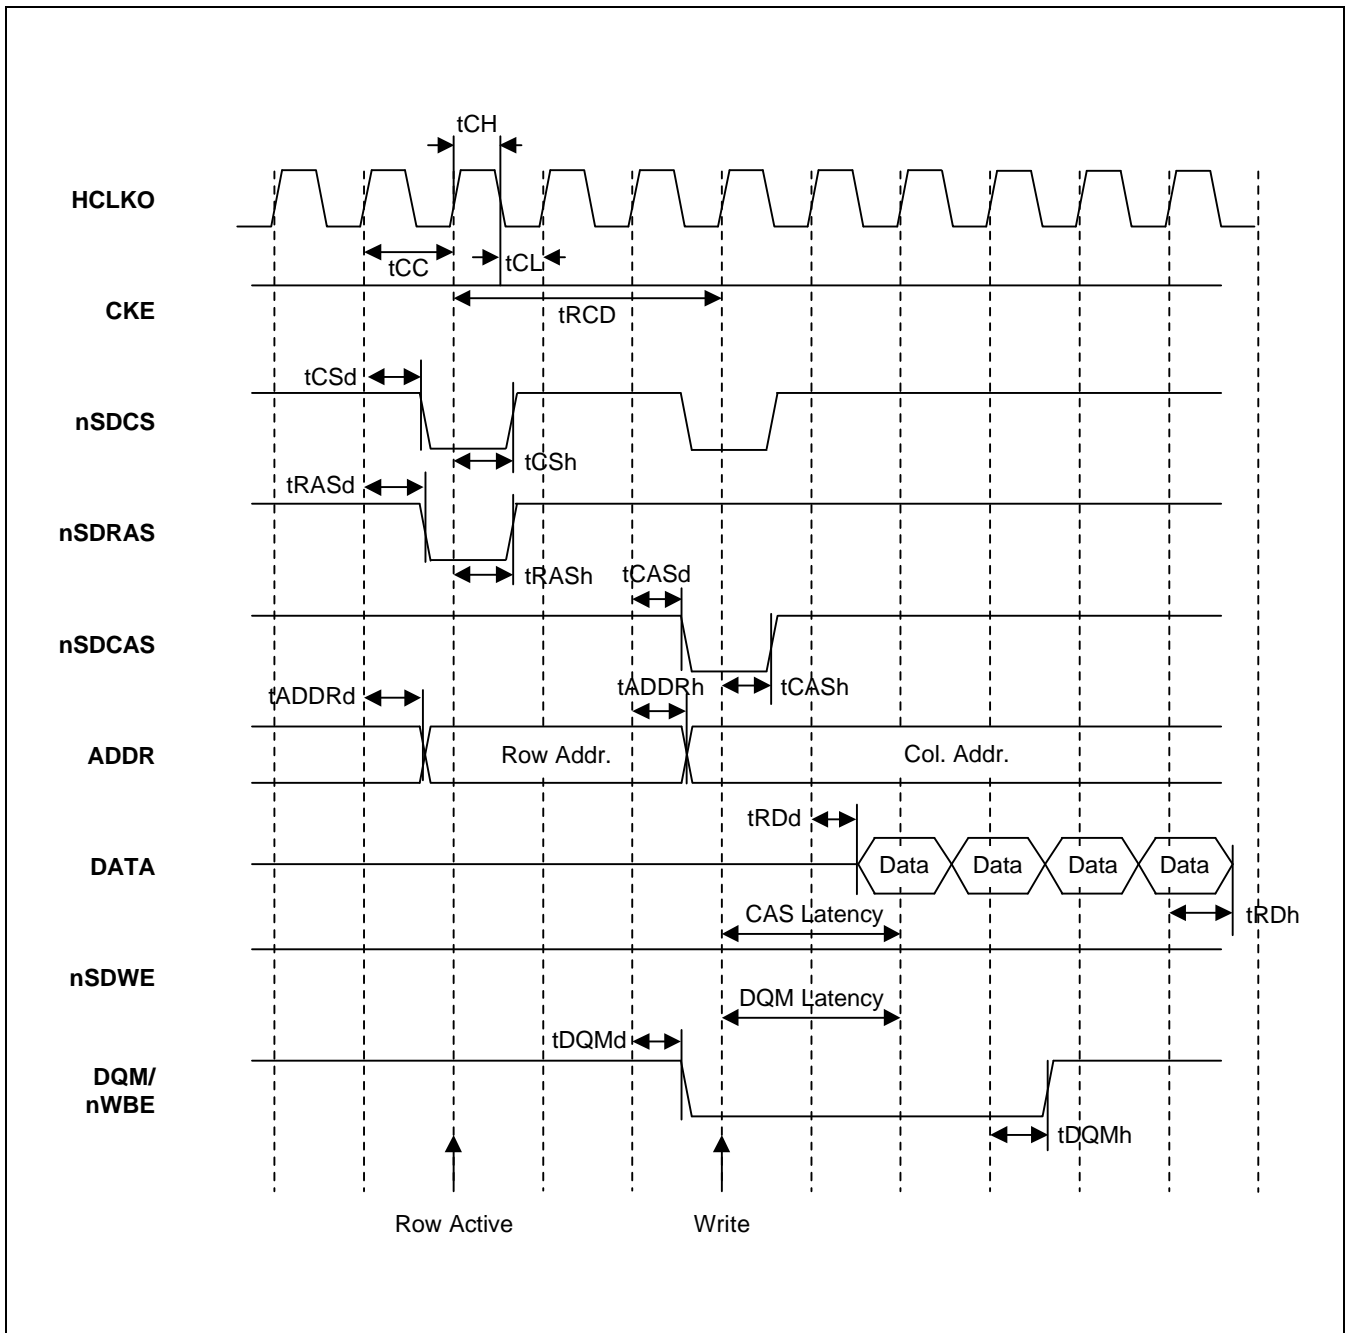 tCH
HCLKO
tCC
tCL
CKE
tRCD
tCSd
nSDCS
tCSh
tRASd
nSDRAS
tRASh
tCASd
nSDCAS
tADDRd
tADDRh
tCASh
ADDR
Row Addr.
Col. Addr.
tRDd
DATA
Data
Data
Data
Data
CAS Latency
tRDh
nSDWE
DQM Latency
tDQMd
DQM/
nWBE
tDQMh
Row Active
Write